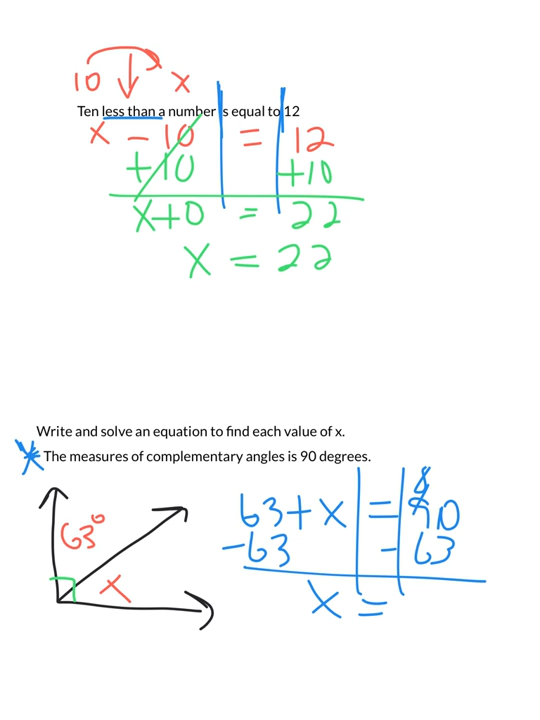 10 x
Ten less than a number is equal to 12
x - 10 = 12
+10 +10
x+0 = 22
x = 22
Write and solve an equation to find each value of x.
The measures of complementary angles is 90 degrees.
8
63+x = 90
63°
-63 - 63
x
x =